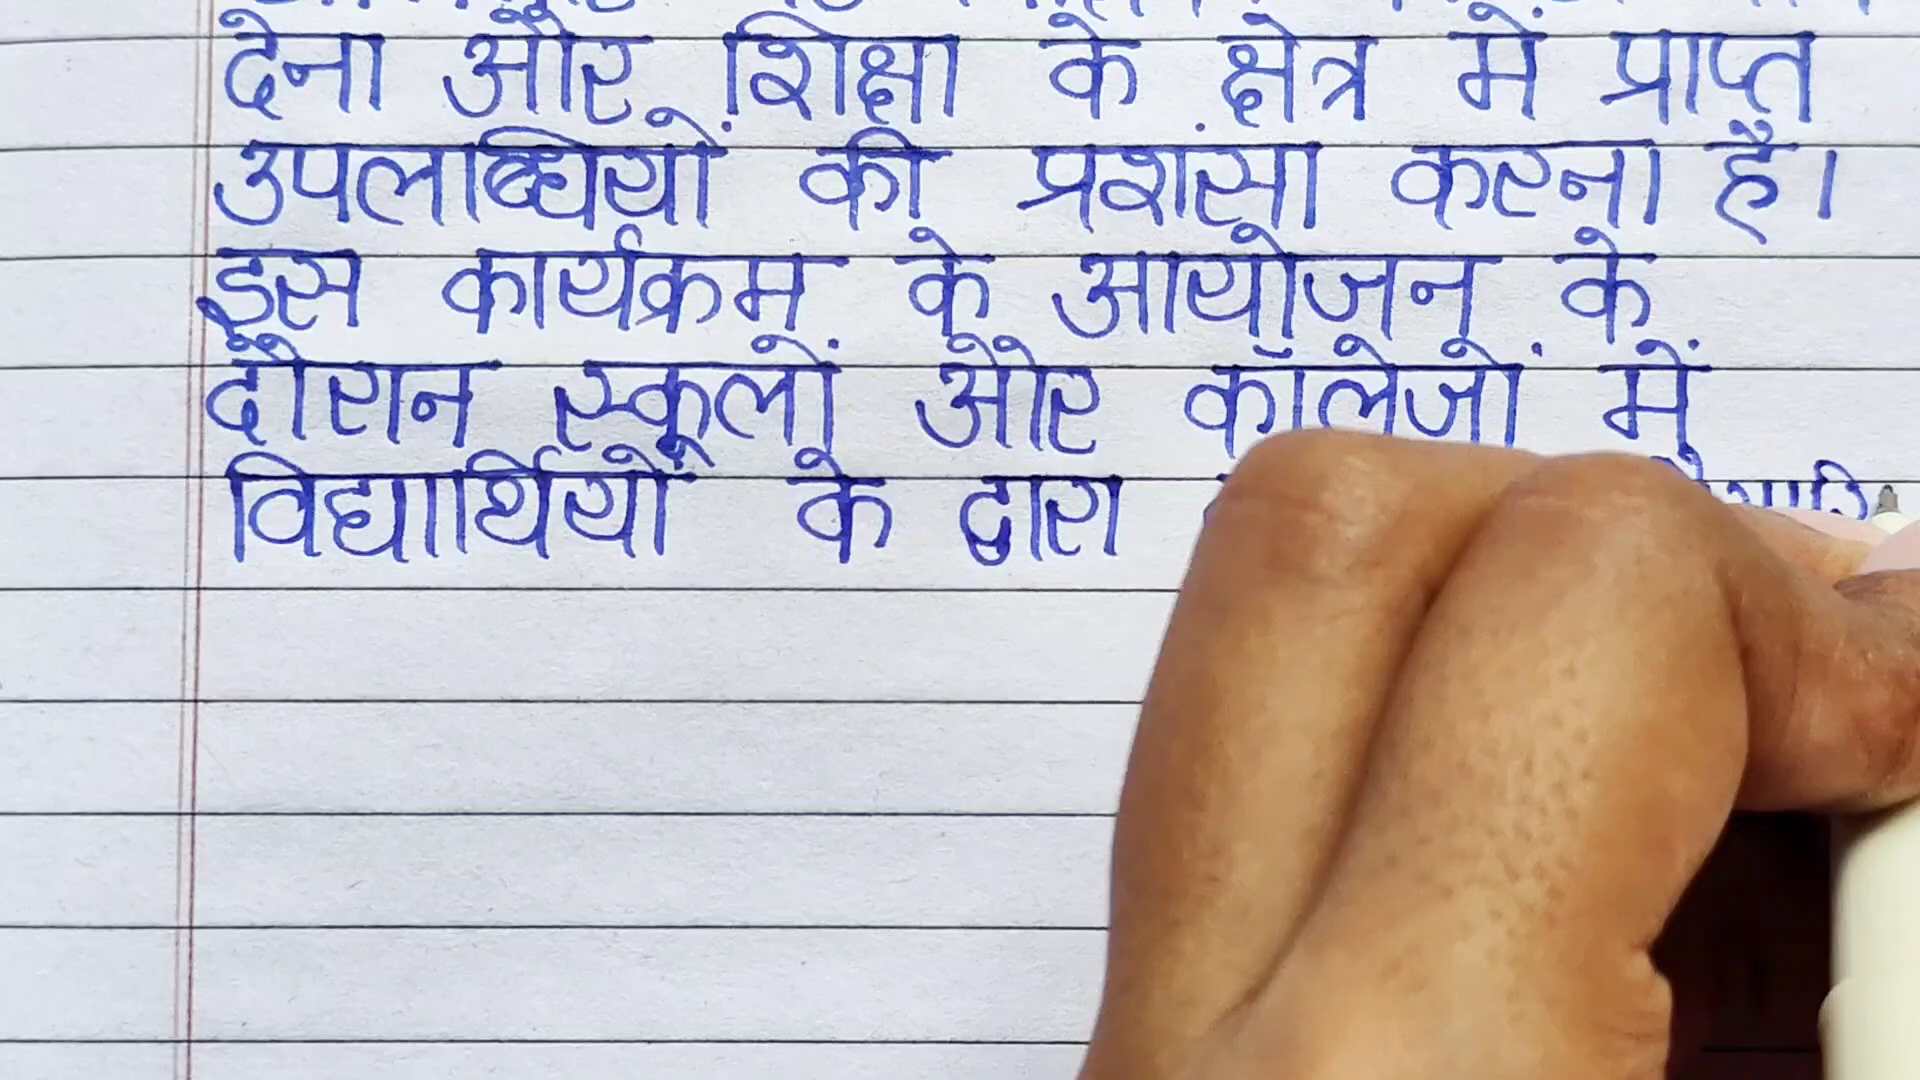 देना और शिक्षा के क्षेत्र में प्राप्त
उपलब्धियों की प्रशंसा करना है।
इस कार्यक्रम के आयोजन के
दौरान स्कूलों और कॉलेजों में
विद्यार्थियों के द्वारा